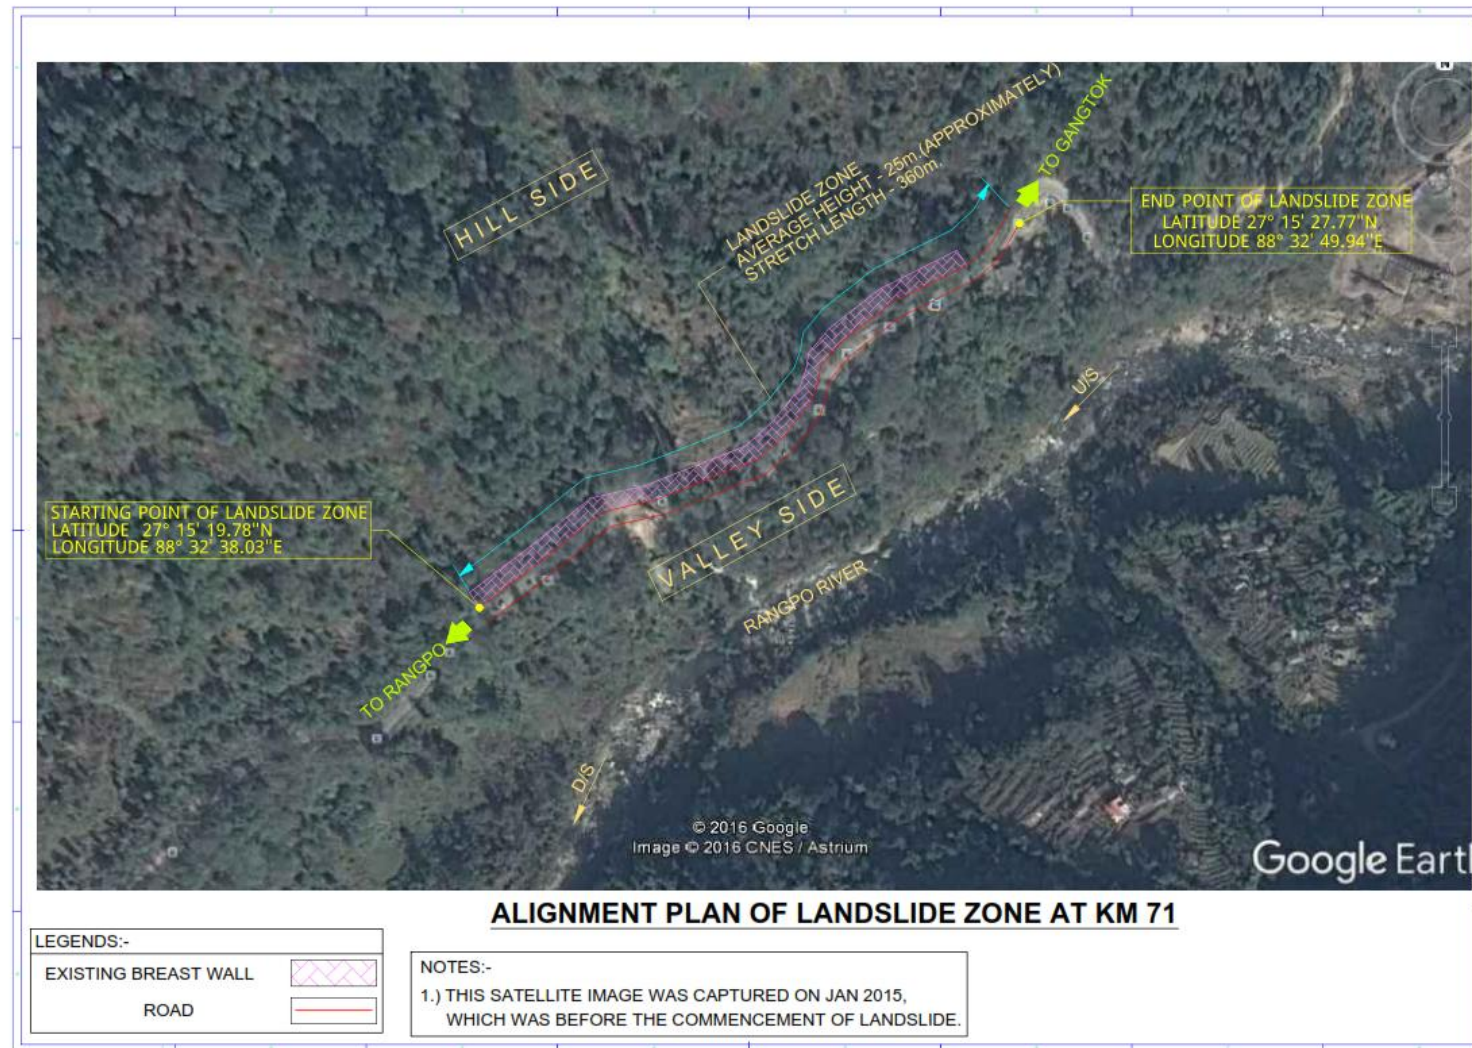 HILL SIDE
LANDSLIDE ZONE
AVERAGE HEIGHT - 25m.(APPROXIMATELY)
STRETCH LENGTH - 360m.
TO GANGTOK
N
END POINT OF LANDSLIDE ZONE
LATITUDE 27° 15' 27.77"N
LONGITUDE 88° 32' 49.94"E
U/S
STARTING POINT OF LANDSLIDE ZONE
LATITUDE 27° 15' 19.78"N
LONGITUDE 88° 32' 38.03"E
VALLEY SIDE
RANGPO RIVER
TO RANGPO
D/S
© 2016 Google
Image © 2016 CNES / Astrium
Google Earth
ALIGNMENT PLAN OF LANDSLIDE ZONE AT KM 71
LEGENDS:-
EXISTING BREAST WALL
ROAD
NOTES:-
1.) THIS SATELLITE IMAGE WAS CAPTURED ON JAN 2015,
WHICH WAS BEFORE THE COMMENCEMENT OF LANDSLIDE.